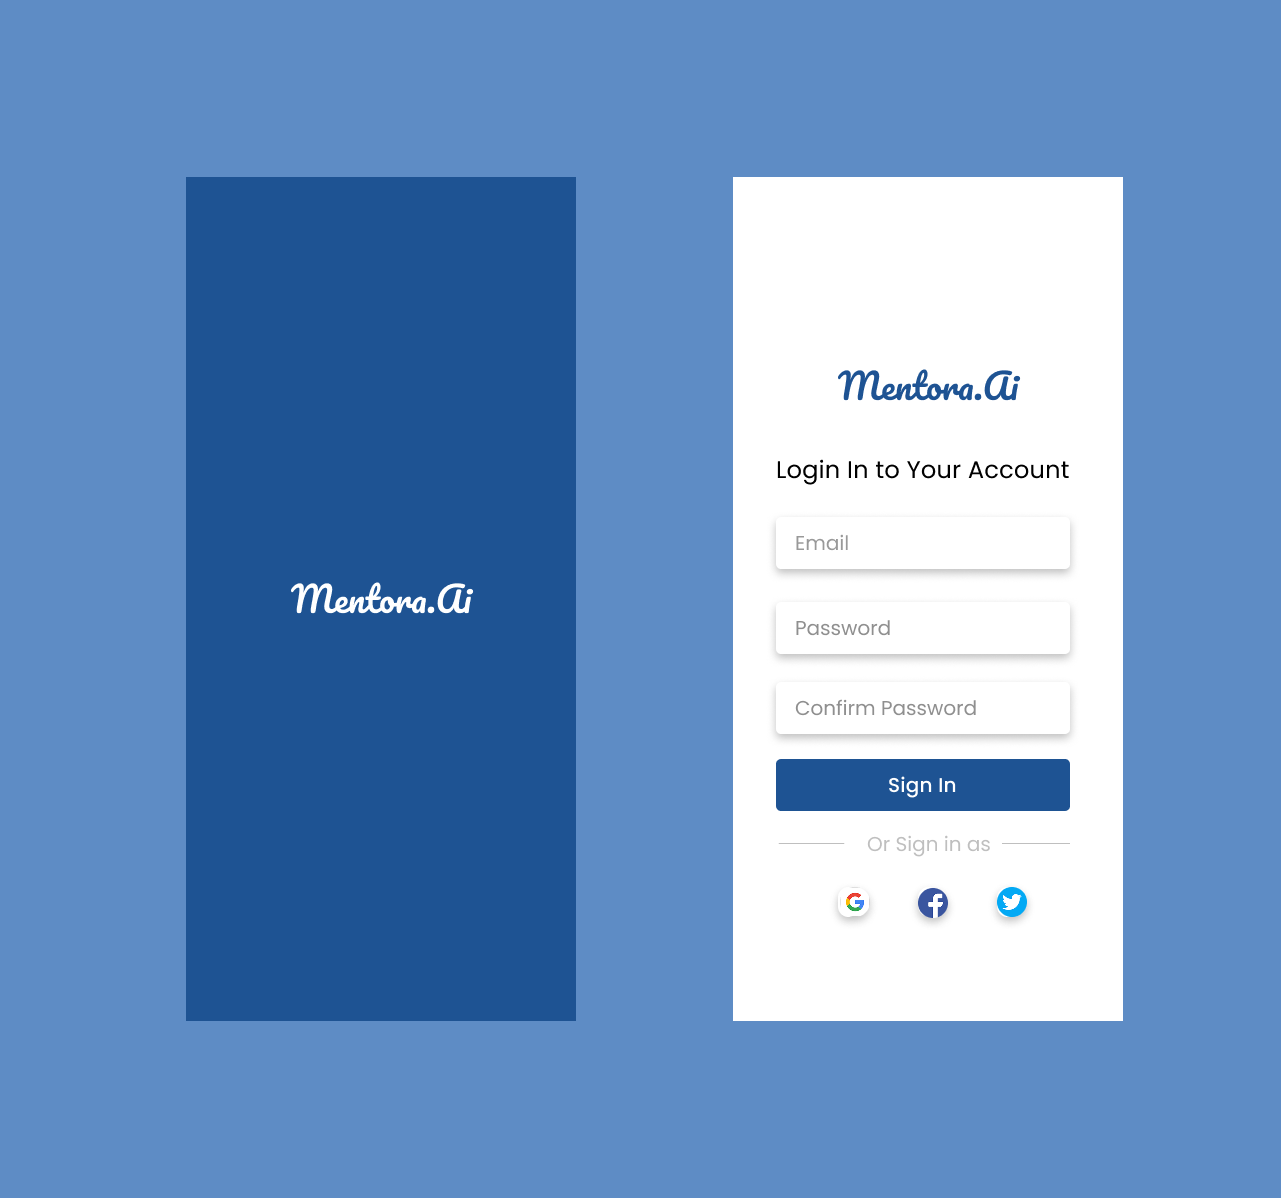 Mentora.Ai
Mentora.Ai
Login In to Your Account
Email
Password
Confirm Password
Sign In
Or Sign in as